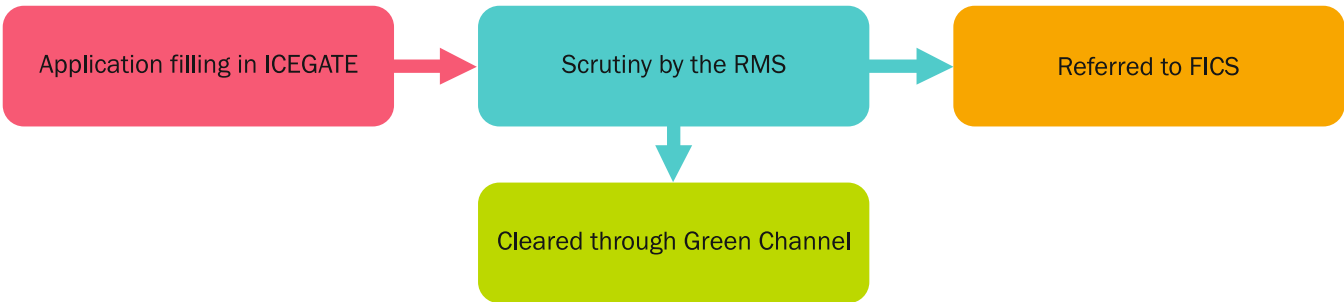 Application filling in ICEGATE
Scrutiny by the RMS
Referred to FICS
Cleared through Green Channel